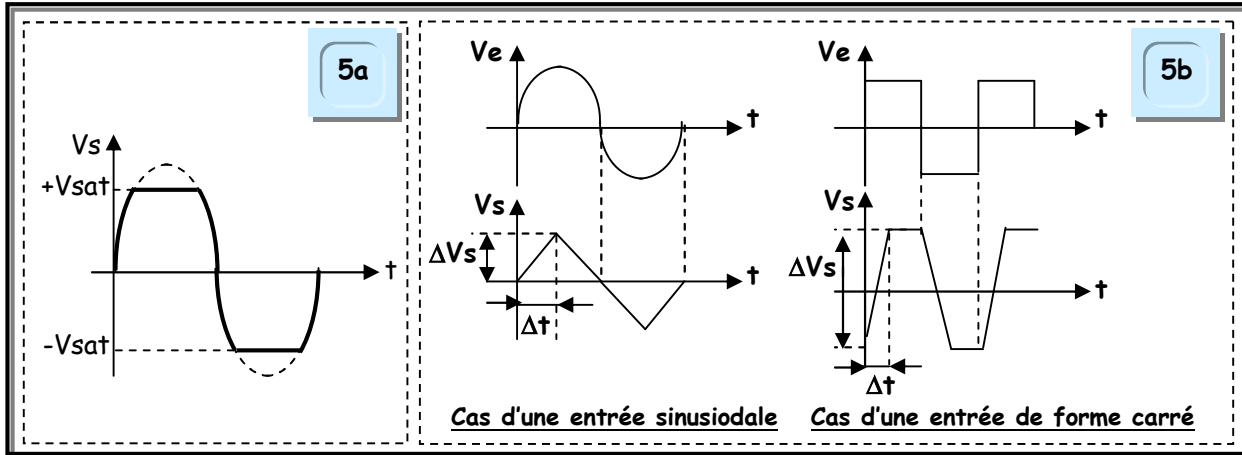 5a
Vs
+Vsat
t
-Vsat
5b
Ve
t
Vs
ΔVs
t
Δt
Cas d'une entrée sinusiodale
Ve
t
Vs
ΔVs
t
Δt
Cas d'une entrée de forme carré